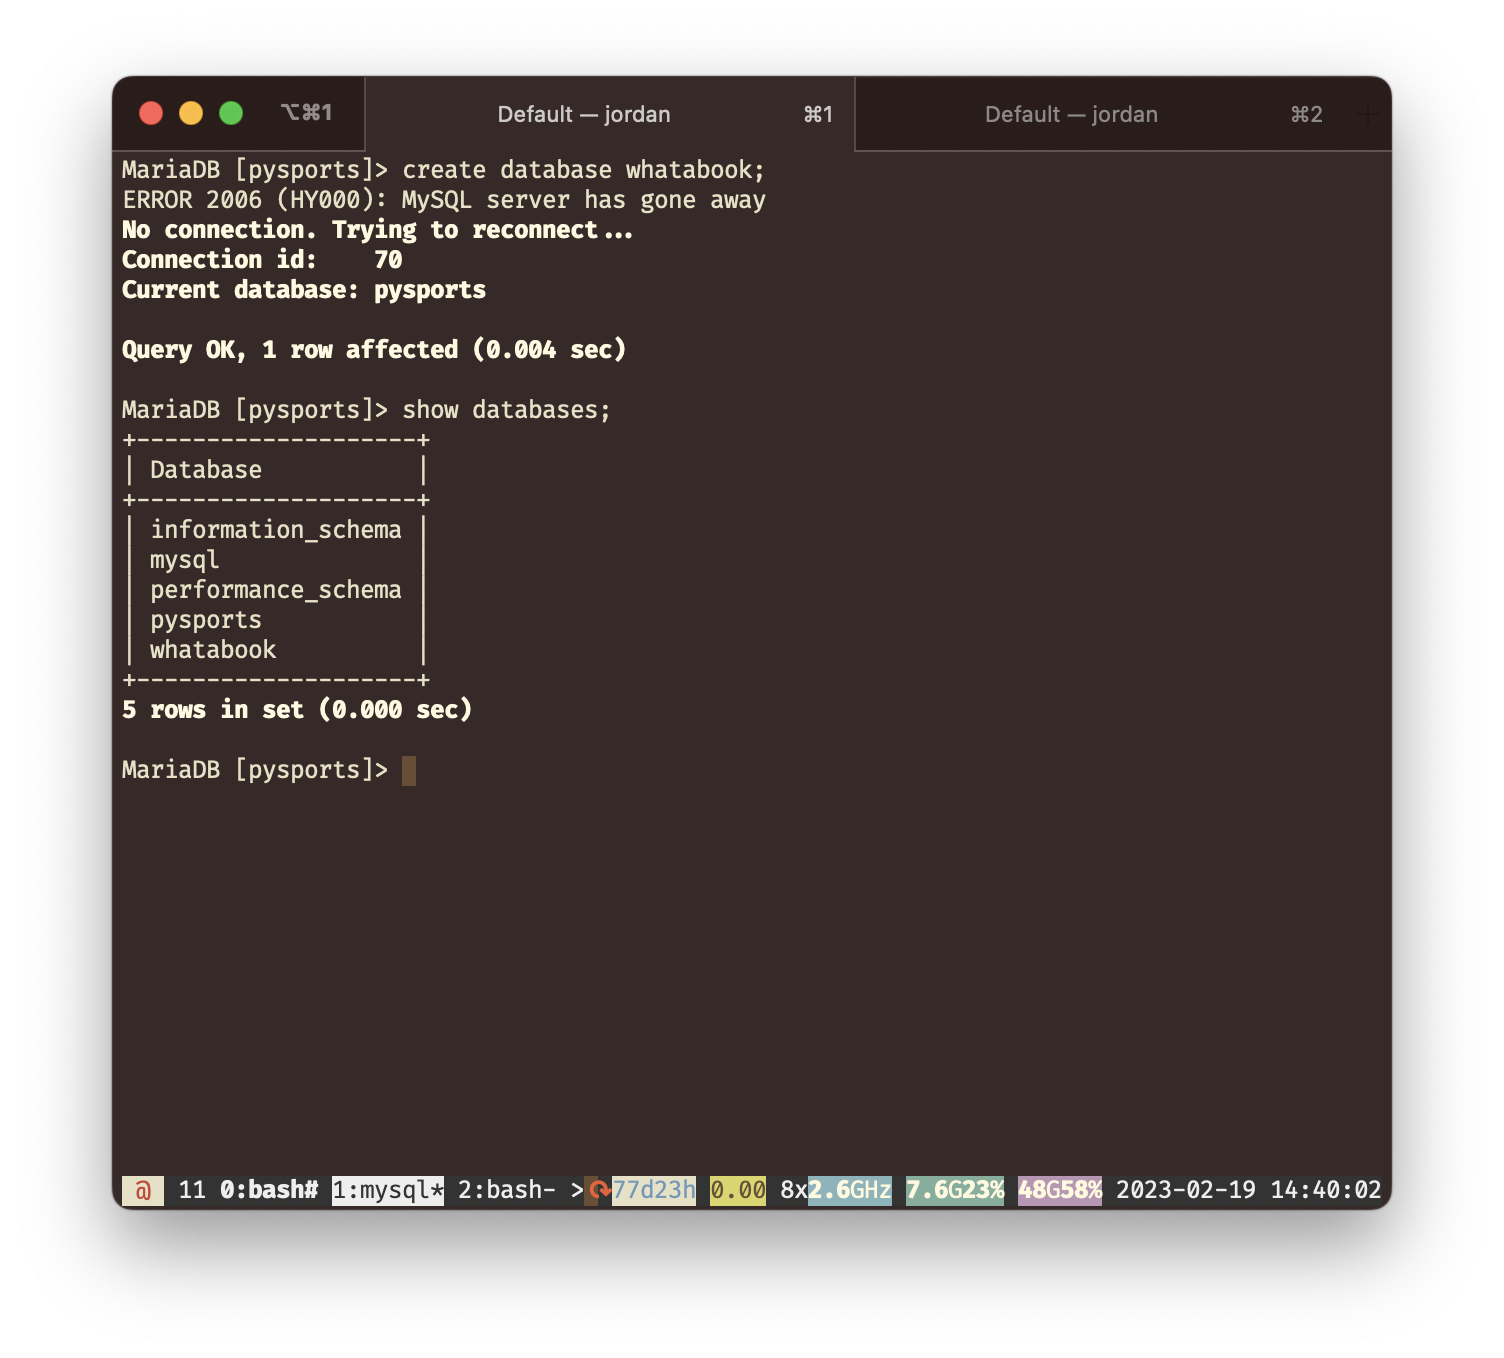 ⌥⌘1 Default — jordan ⌘1 Default — jordan ⌘2 +
MariaDB [pysports]> create database whatabook;
ERROR 2006 (HY000): MySQL server has gone away
No connection. Trying to reconnect...
Connection id:    70
Current database: pysports
Query OK, 1 row affected (0.004 sec)
MariaDB [pysports]> show databases;
+--------------------+
| Database           |
+--------------------+
| information_schema |
| mysql              |
| performance_schema |
| pysports           |
| whatabook          |
+--------------------+
5 rows in set (0.000 sec)
MariaDB [pysports]>
@ 11 0:bash# 1:mysql* 2:bash- >⟳77d23h 0.00 8x2.6GHz 7.6G23% 48G58% 2023-02-19 14:40:02